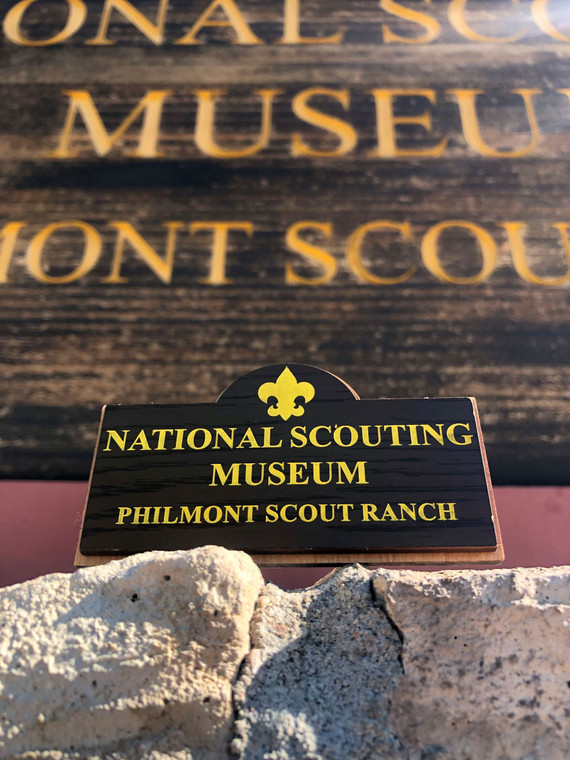 ONAL SCO
MUSEU
MONT SCOU
NATIONAL SCOUTING
MUSEUM
PHILMONT SCOUT RANCH